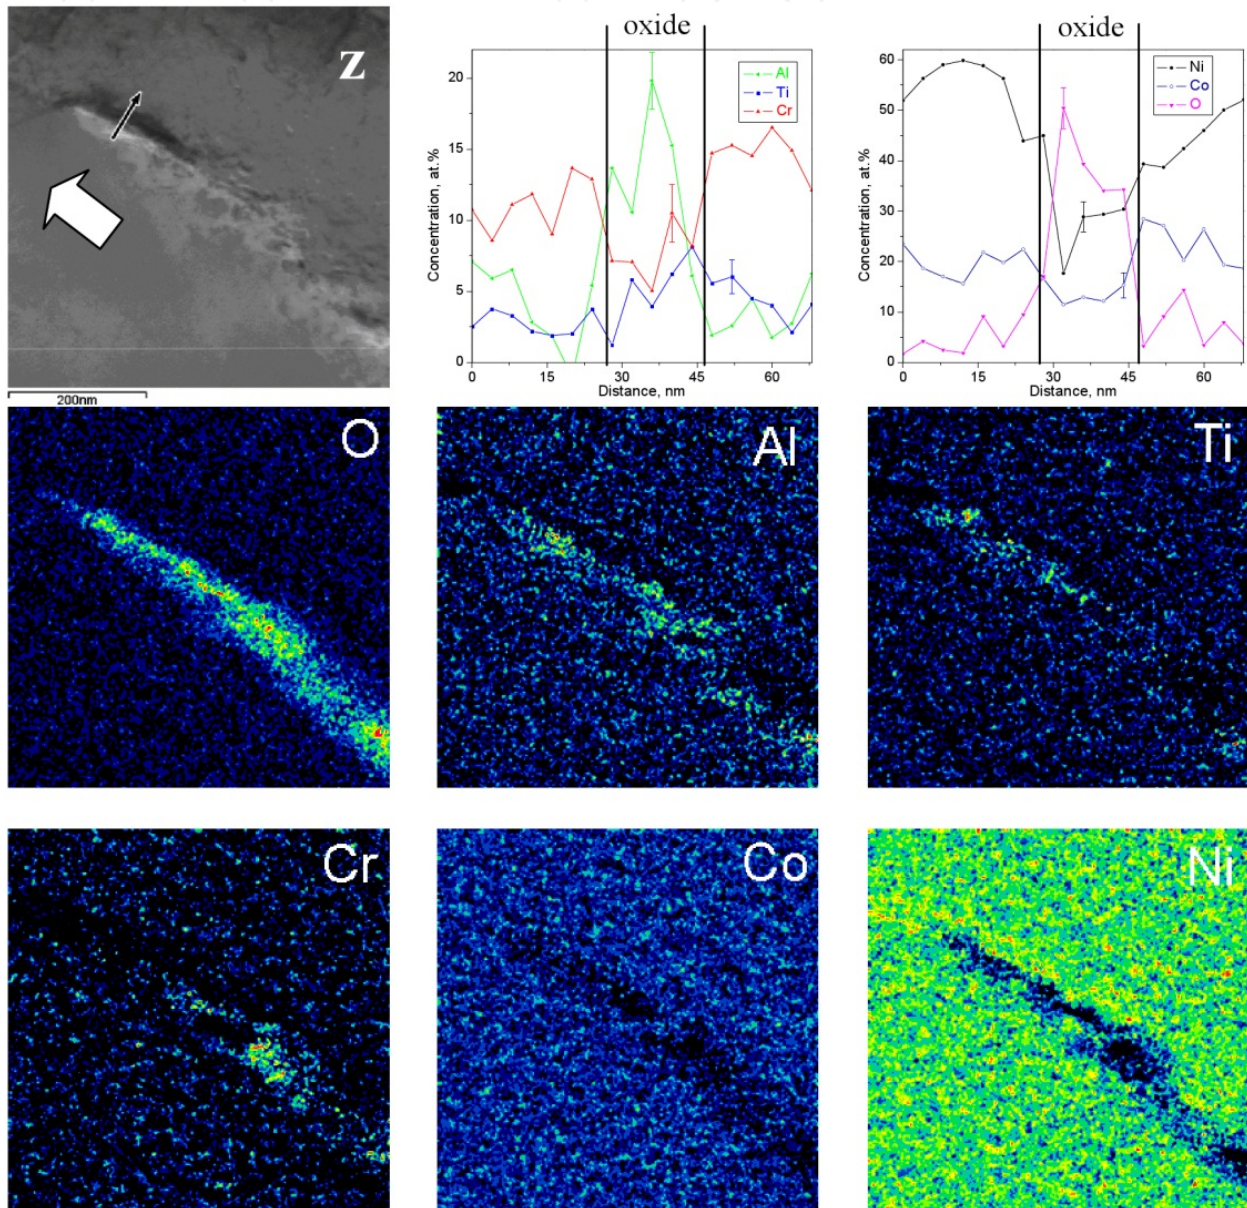 z
200nm
oxide
Concentration, at.%
20
15
10
5
0
Al
Ti
Cr
0 15 30 45 60
Distance, nm
oxide
Concentration, at.%
60
50
40
30
20
10
0
Ni
Co
O
0 15 30 45 60
Distance, nm
O
Al
Ti
Cr
Co
Ni